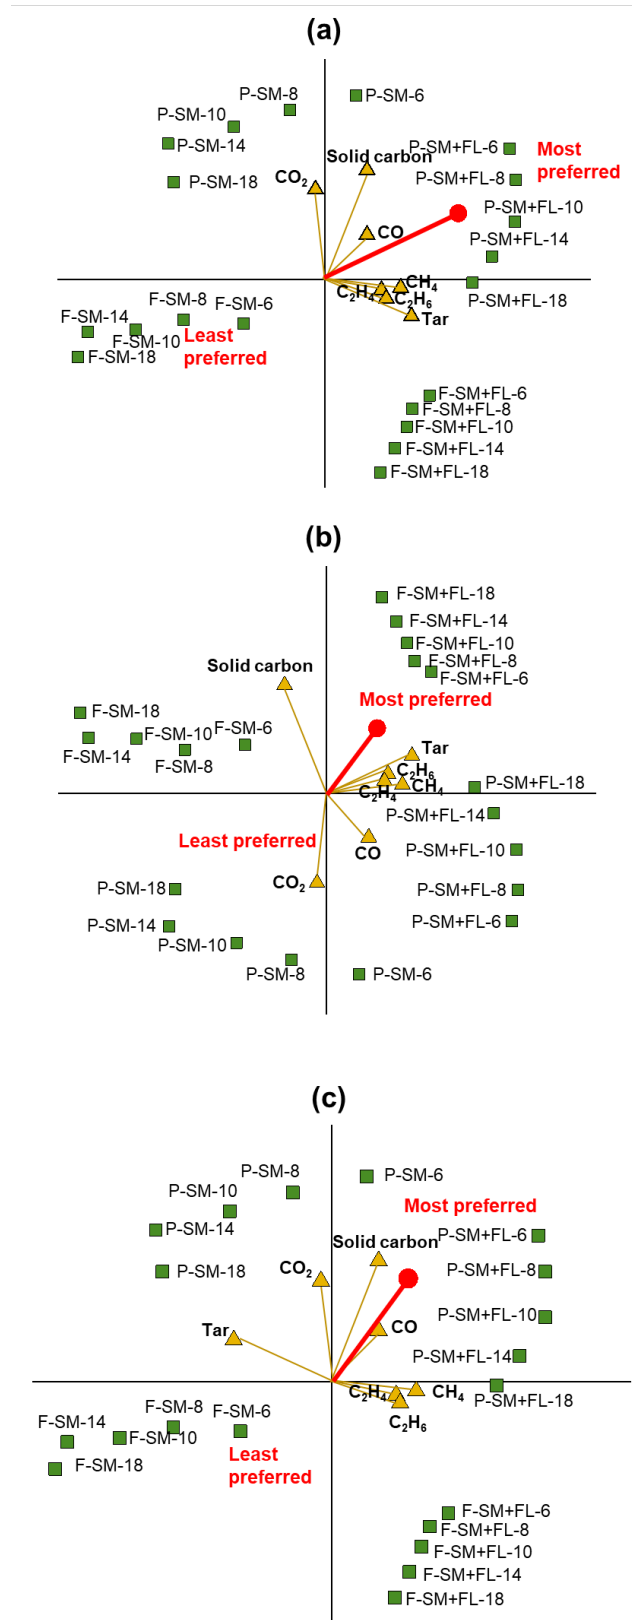 (a)
P-SM-8
P-SM-6
P-SM-10
P-SM-14
P-SM+FL-6
Most
preferred
Solid carbon
P-SM-18
CO₂
P-SM+FL-8
P-SM+FL-10
CO
P-SM+FL-14
CH₄
C₂H₄
C₂H₆
P-SM+FL-18
F-SM-8
F-SM-6
F-SM-14
Tar
F-SM-10
Least
preferred
F-SM-18
F-SM+FL-6
F-SM+FL-8
F-SM+FL-10
F-SM+FL-14
F-SM+FL-18
(b)
F-SM+FL-18
F-SM+FL-14
F-SM+FL-10
F-SM+FL-8
Solid carbon
F-SM+FL-6
Most preferred
F-SM-18
F-SM-10
F-SM-6
F-SM-14
F-SM-8
Tar
C₂H₆
C₂H₄
CH₄
P-SM+FL-18
P-SM+FL-14
Least preferred
CO
P-SM+FL-10
CO₂
P-SM-18
P-SM+FL-8
P-SM-14
P-SM+FL-6
P-SM-10
P-SM-8
P-SM-6
(c)
P-SM-8
P-SM-6
P-SM-10
Most preferred
P-SM-14
P-SM+FL-6
Solid carbon
P-SM-18
CO₂
P-SM+FL-8
P-SM+FL-10
Tar
CO
P-SM+FL-14
C₂H₄
CH₄
P-SM+FL-18
F-SM-8
F-SM-6
F-SM-14
C₂H₆
F-SM-10
Least
preferred
F-SM-18
F-SM+FL-6
F-SM+FL-8
F-SM+FL-10
F-SM+FL-14
F-SM+FL-18